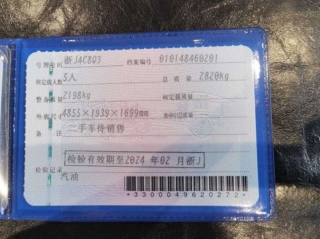 号牌号码 浙J4C8Q3 档案编号 010148460201
核定载人数 5人 总质量 2820kg
整备质量 2198kg 核定载质量
外廓尺寸 4855×1939×1699mm 准牵引总质量
二手车待销售
检验有效期至2024年02月浙J
检验记录
汽油
*3300049620272*